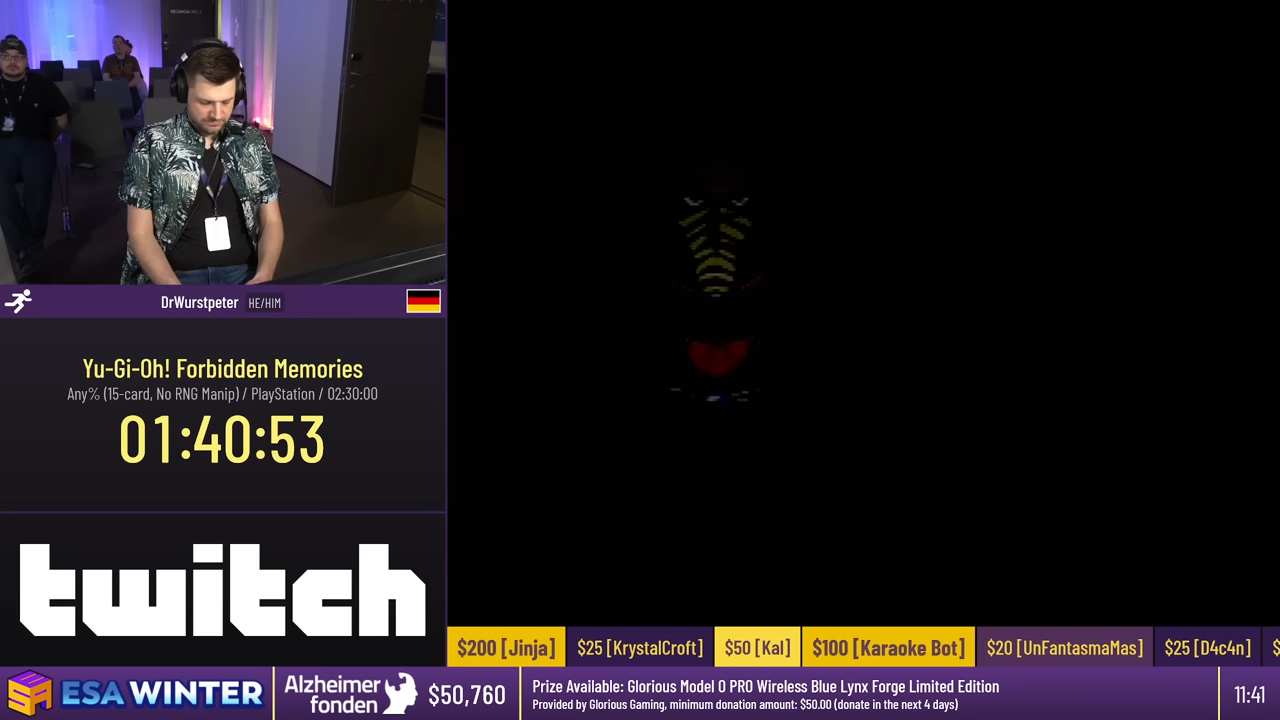 DrWurstpeter HE/HIM
Yu-Gi-Oh! Forbidden Memories
Any% (15-card, No RNG Manip) / PlayStation / 02:30:00
01:40:53
twitch
$200 [Jinja]
$25 [KrystalCroft]
$50 [Kal]
$100 [Karaoke Bot]
$20 [UnFantasmaMas]
$25 [D4c4n]
$
ESA WINTER
Alzheimer
fonden
$50,760
Prize Available: Glorious Model O PRO Wireless Blue Lynx Forge Limited Edition
Provided by Glorious Gaming, minimum donation amount: $50.00 (donate in the next 4 days)
11:41